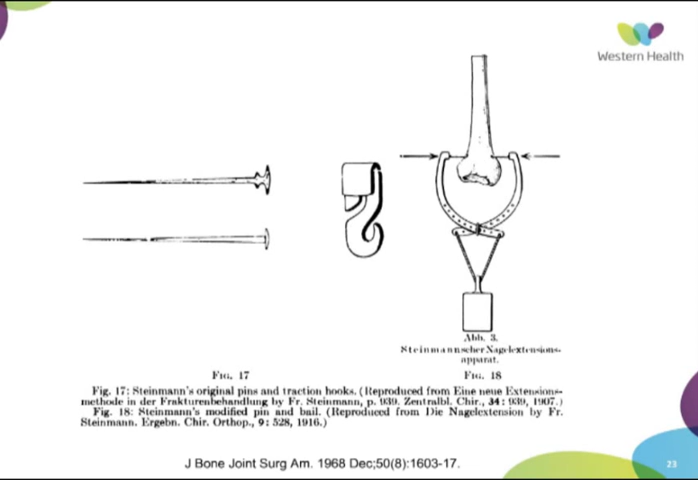 Western Health
Abb. 3.
Steinmannscher Nagelextensions-
apparat.
Fig. 17
Fig. 18
Fig. 17: Steinmann's original pins and traction hooks. (Reproduced from Eine neue Extensions-
methode in der Frakturenbehandlung by Fr. Steinmann, p. 939. Zentralbl. Chir., 34: 939, 1907.)
Fig. 18: Steinmann's modified pin and bail. (Reproduced from Die Nagelextension by Fr.
Steinmann. Ergebn. Chir. Orthop., 9: 528, 1916.)
J Bone Joint Surg Am. 1968 Dec;50(8):1603-17.
23